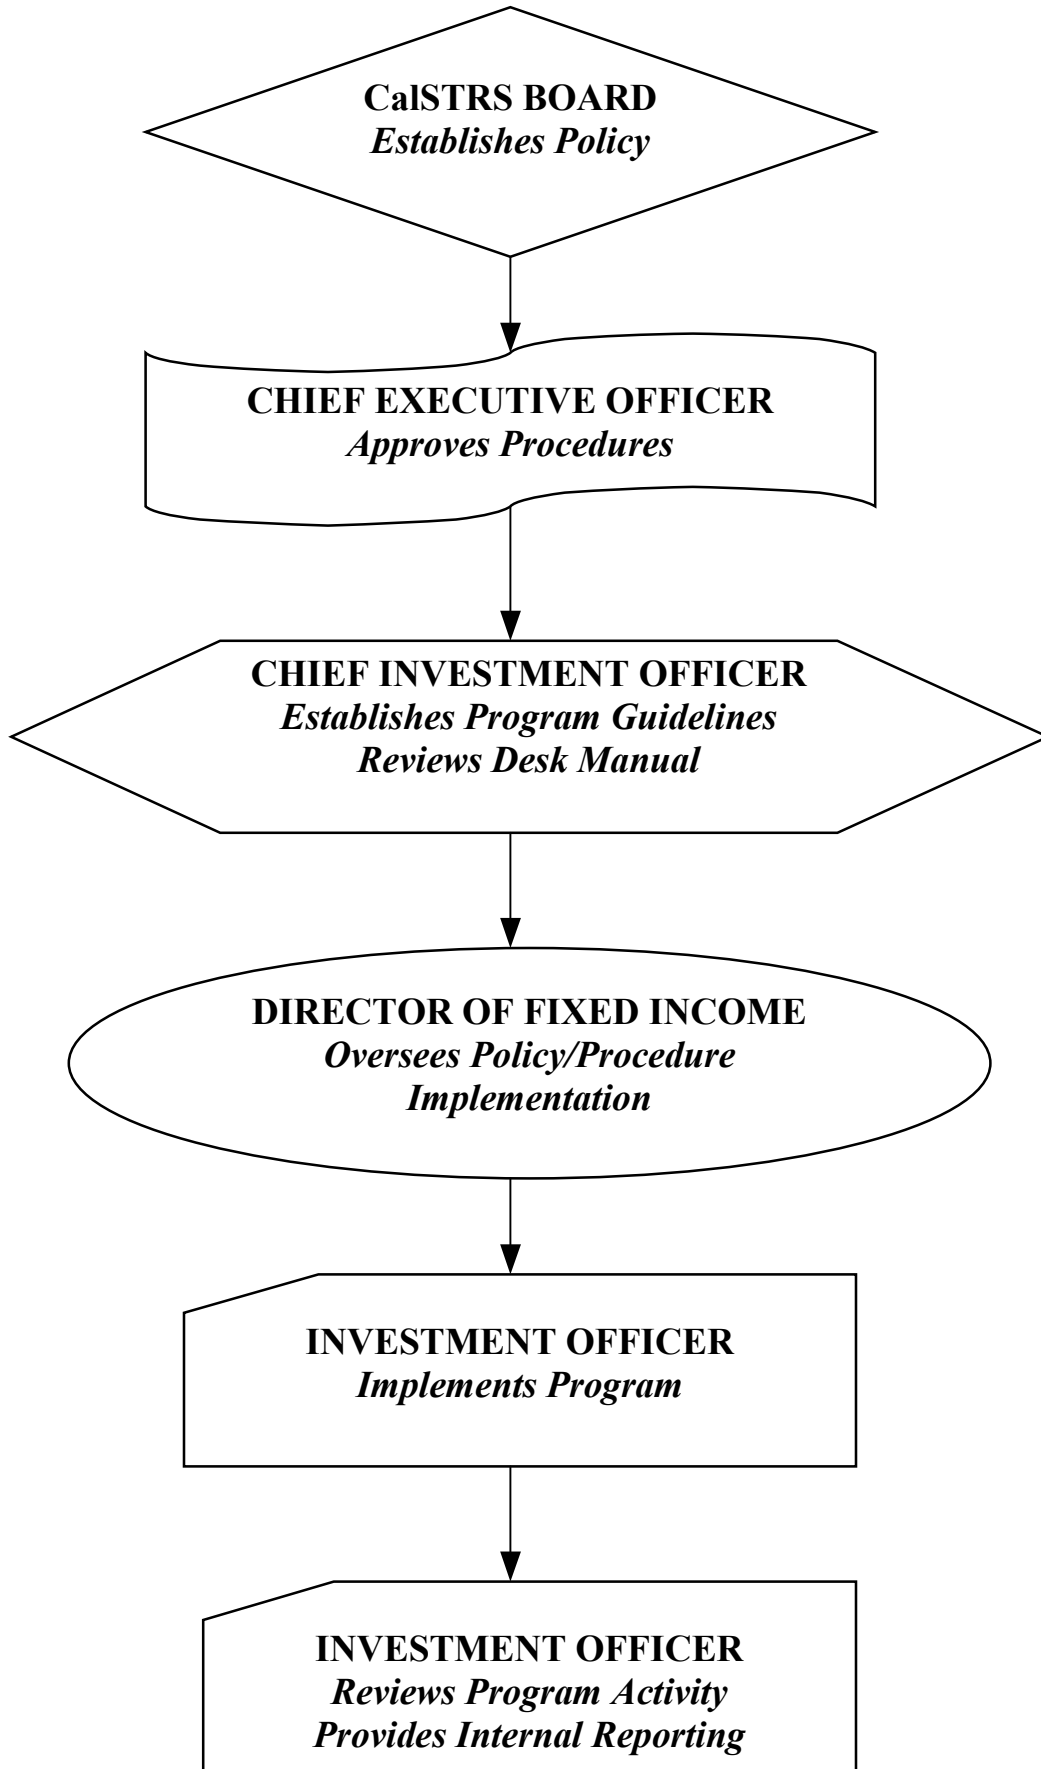 CalSTRS BOARD
Establishes Policy
CHIEF EXECUTIVE OFFICER
Approves Procedures
CHIEF INVESTMENT OFFICER
Establishes Program Guidelines
Reviews Desk Manual
DIRECTOR OF FIXED INCOME
Oversees Policy/Procedure
Implementation
INVESTMENT OFFICER
Implements Program
INVESTMENT OFFICER
Reviews Program Activity
Provides Internal Reporting